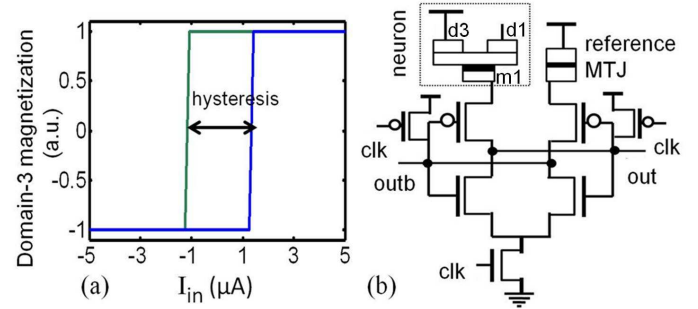 1
0.5
0
-0.5
-1
Domain-3 magnetization
(a.u.)
hysteresis
-5 -3 -1 1 3 5
(a) Iin (µA)
neuron
d3 d1
m1
reference
MTJ
clk clk
outb out
clk
(b)